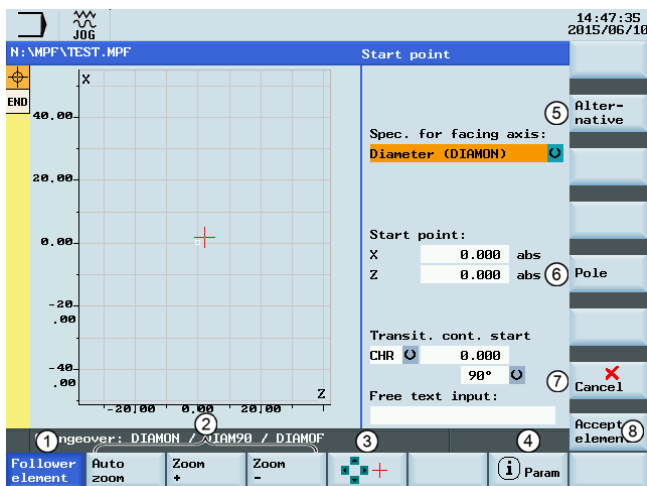 JOG
14:47:35
2015/06/10
N:\MPF\TEST.MPF
Start point
END
X
40.00
20.00
0.00
-20
.00
-40
.00
-20.00 0.00 20.00
Z
Spec. for facing axis:
Diameter (DIAMON)
Start point:
X 0.000 abs
Z 0.000 abs
Transit. cont. start
CHR 0.000
90°
Free text input:
5
Alter-
native
6
Pole
7
Cancel
Accept
element
8
1
2
3
4
DIAMON / DIAM90 / DIAMOF
Follower
element
Auto
zoom
Zoom
+
Zoom
-
i Param